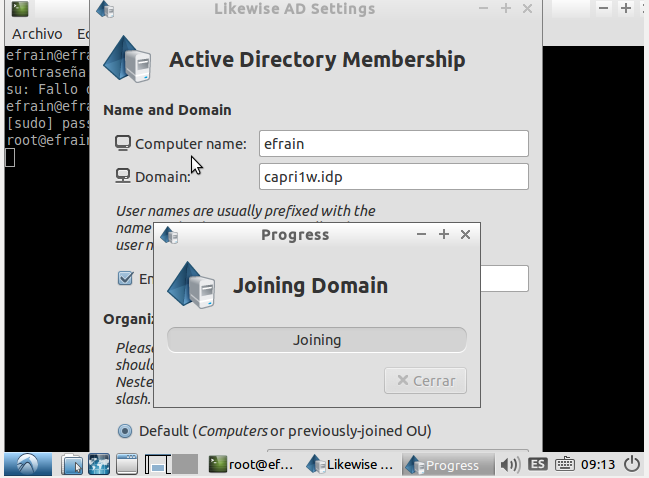 Likewise AD Settings
Archivo
efrain@efra
Contraseña
su: Fallo
efrain@efra
[sudo] pass
root@efrain
Active Directory Membership
Name and Domain
Computer name:
efrain
Domain:
capri1w.idp
User names are usually prefixed with the
name
user
Progress
Joining Domain
Joining
Cerrar
Organiz
Please
should
Neste
slash.
Default (Computers or previously-joined OU)
root@ef...
Likewise ...
Progress
ES
09:13